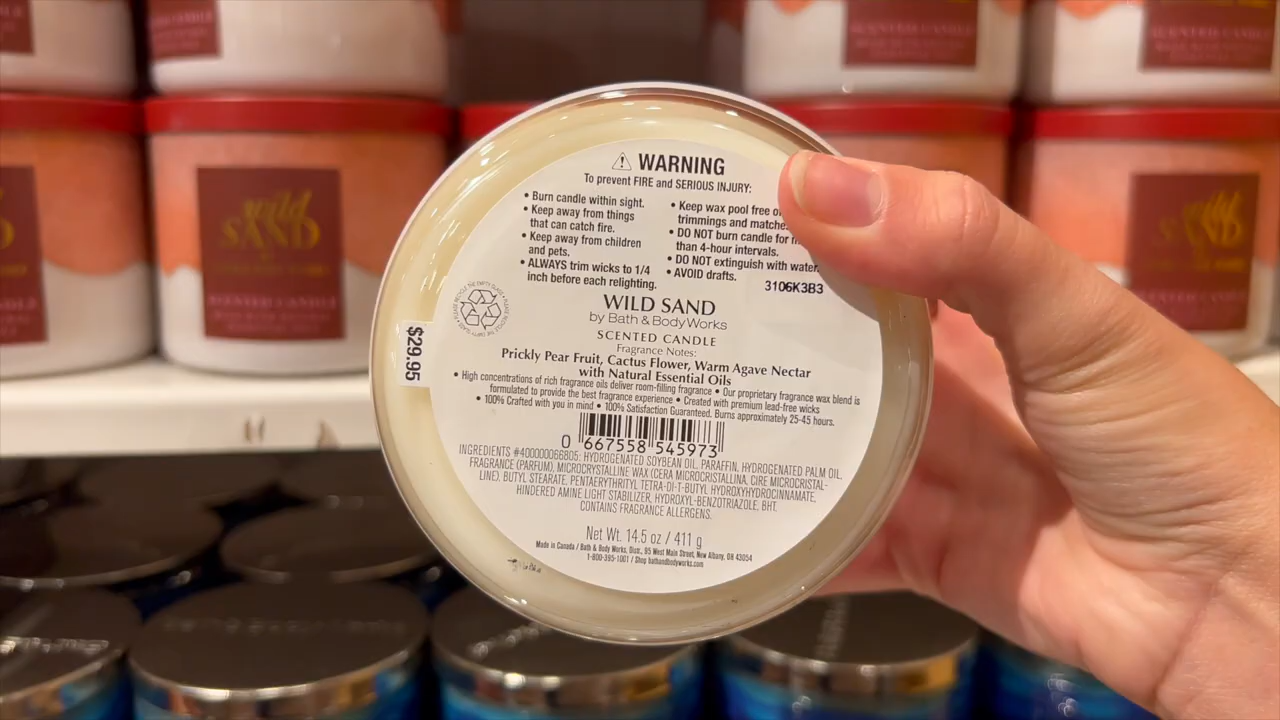 WARNING
To prevent FIRE and SERIOUS INJURY:
• Burn candle within sight.
• Keep away from things
that can catch fire.
• Keep away from children
and pets.
• ALWAYS trim wicks to 1/4
inch before each relighting.
• Keep wax pool free
trimmings and
• DO NOT burn candle for
than 4-hour intervals.
• DO NOT extinguish with water.
• AVOID drafts.
3106K3B3
WILD SAND
by Bath & Body Works
SCENTED CANDLE
Fragrance Notes:
Prickly Pear Fruit, Cactus Flower, Warm Agave Nectar
with Natural Essential Oils
• High concentrations of rich fragrance oils deliver room-filling fragrance • Our proprietary fragrance wax blend is
formulated to provide the best fragrance experience • Created with premium lead-free wicks
• 100% Crafted with you in mind • 100% Satisfaction Guaranteed. Burns approximately 25-45 hours.
0 667558 545973
INGREDIENTS #400000066805: HYDROGENATED SOYBEAN OIL, PARAFFIN, HYDROGENATED PALM OIL,
FRAGRANCE (PARFUM), MICROCRYSTALLINE WAX (CERA MICROCRISTALLINA, CIRE MICROCRISTAL-
LINE), BUTYL STEARATE, PENTAERYTHRITYL TETRA-DI-T-BUTYL HYDROXYHYDROCINNAMATE,
HINDERED AMINE LIGHT STABILIZER, HYDROXYL-BENZOTRIAZOLE, BHT.
CONTAINS FRAGRANCE ALLERGENS.
Net Wt. 14.5 oz / 411 g
Made in Canada / Bath & Body Works, Distr., 95 West Main Street, New Albany, OH 43054
1-800-395-1001 / Shop bathandbodyworks.com
$29.95
wild
SAND
SCENTED CANDLE
wild
SAND
SCENTED CANDLE
SCENTED CANDLE